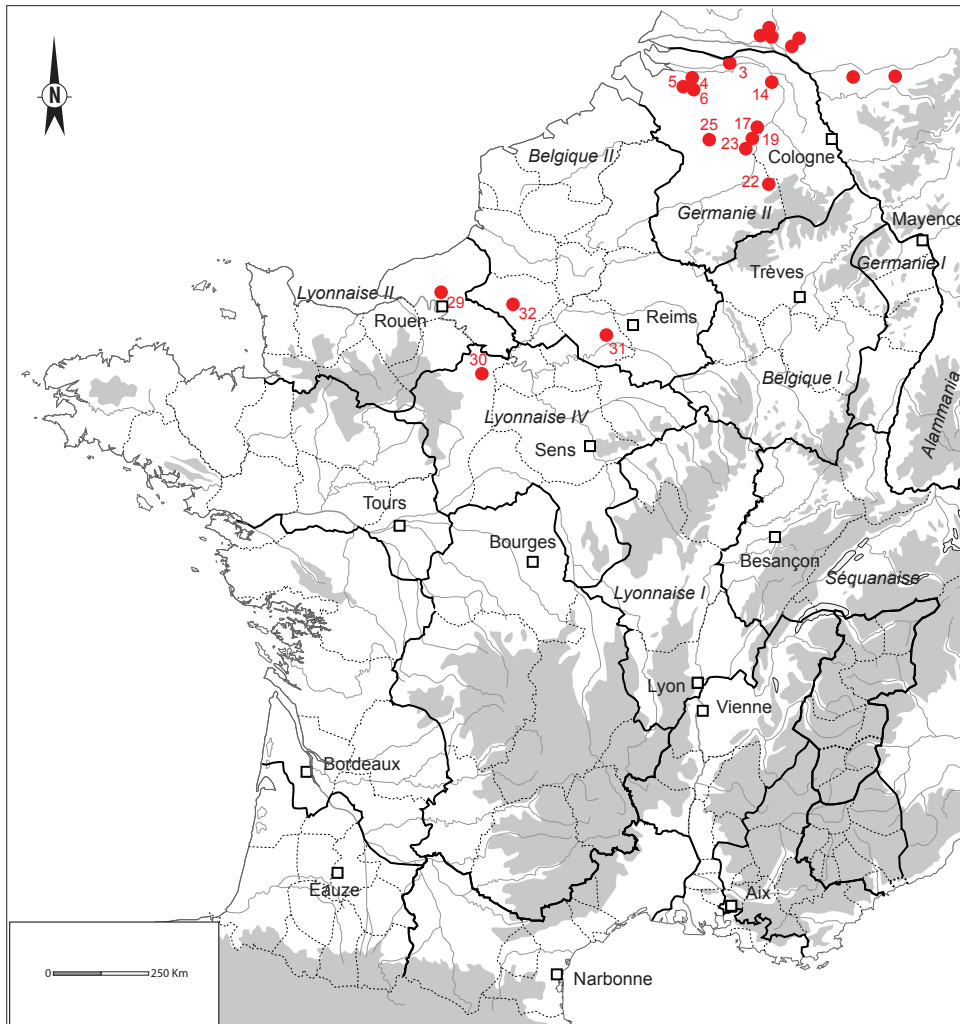 N
3
5
4
6
14
25
17
19
23
Cologne
Belgique II
22
Germanie II
Mayence
Germanie I
Trèves
Lyonnaise II
29
Rouen
32
Reims
31
30
Belgique I
Alammania
Lyonnaise IV
Sens
Tours
Bourges
Besançon
Séquanaise
Lyonnaise I
Lyon
Vienne
Bordeaux
Eauze
Aix
0 250 Km
Narbonne